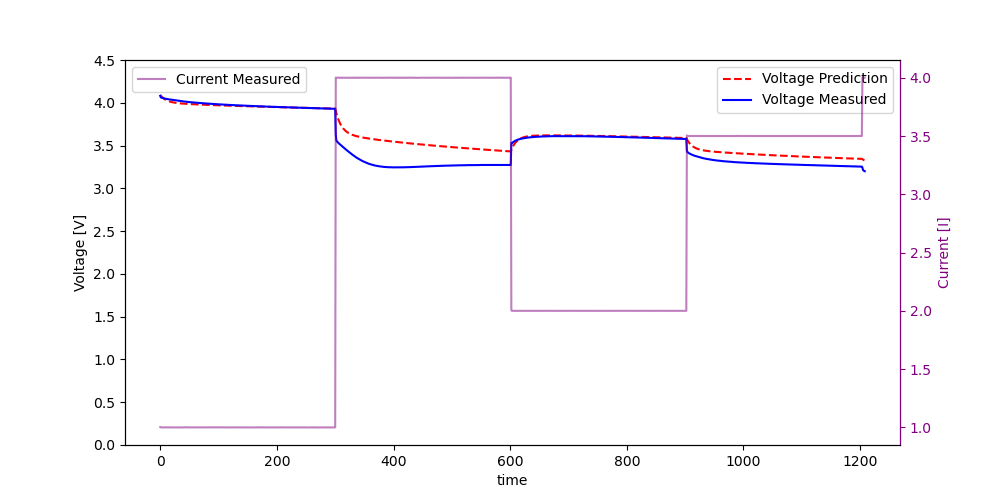 Current Measured
Voltage Prediction
Voltage Measured
4.5
4.0
3.5
3.0
2.5
2.0
1.5
1.0
0.5
0.0
Voltage [V]
4.0
3.5
3.0
2.5
2.0
1.5
1.0
Current [I]
0 200 400 600 800 1000 1200
time